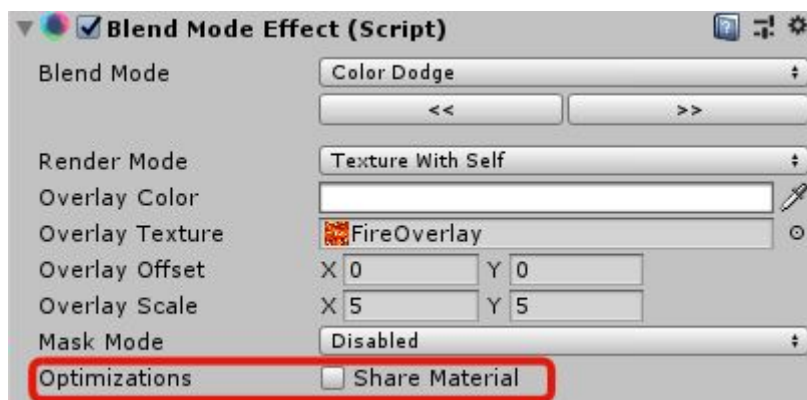 Blend Mode Effect (Script)
Blend Mode Color Dodge
<< >>
Render Mode Texture With Self
Overlay Color
Overlay Texture FireOverlay
Overlay Offset X 0 Y 0
Overlay Scale X 5 Y 5
Mask Mode Disabled
Optimizations Share Material